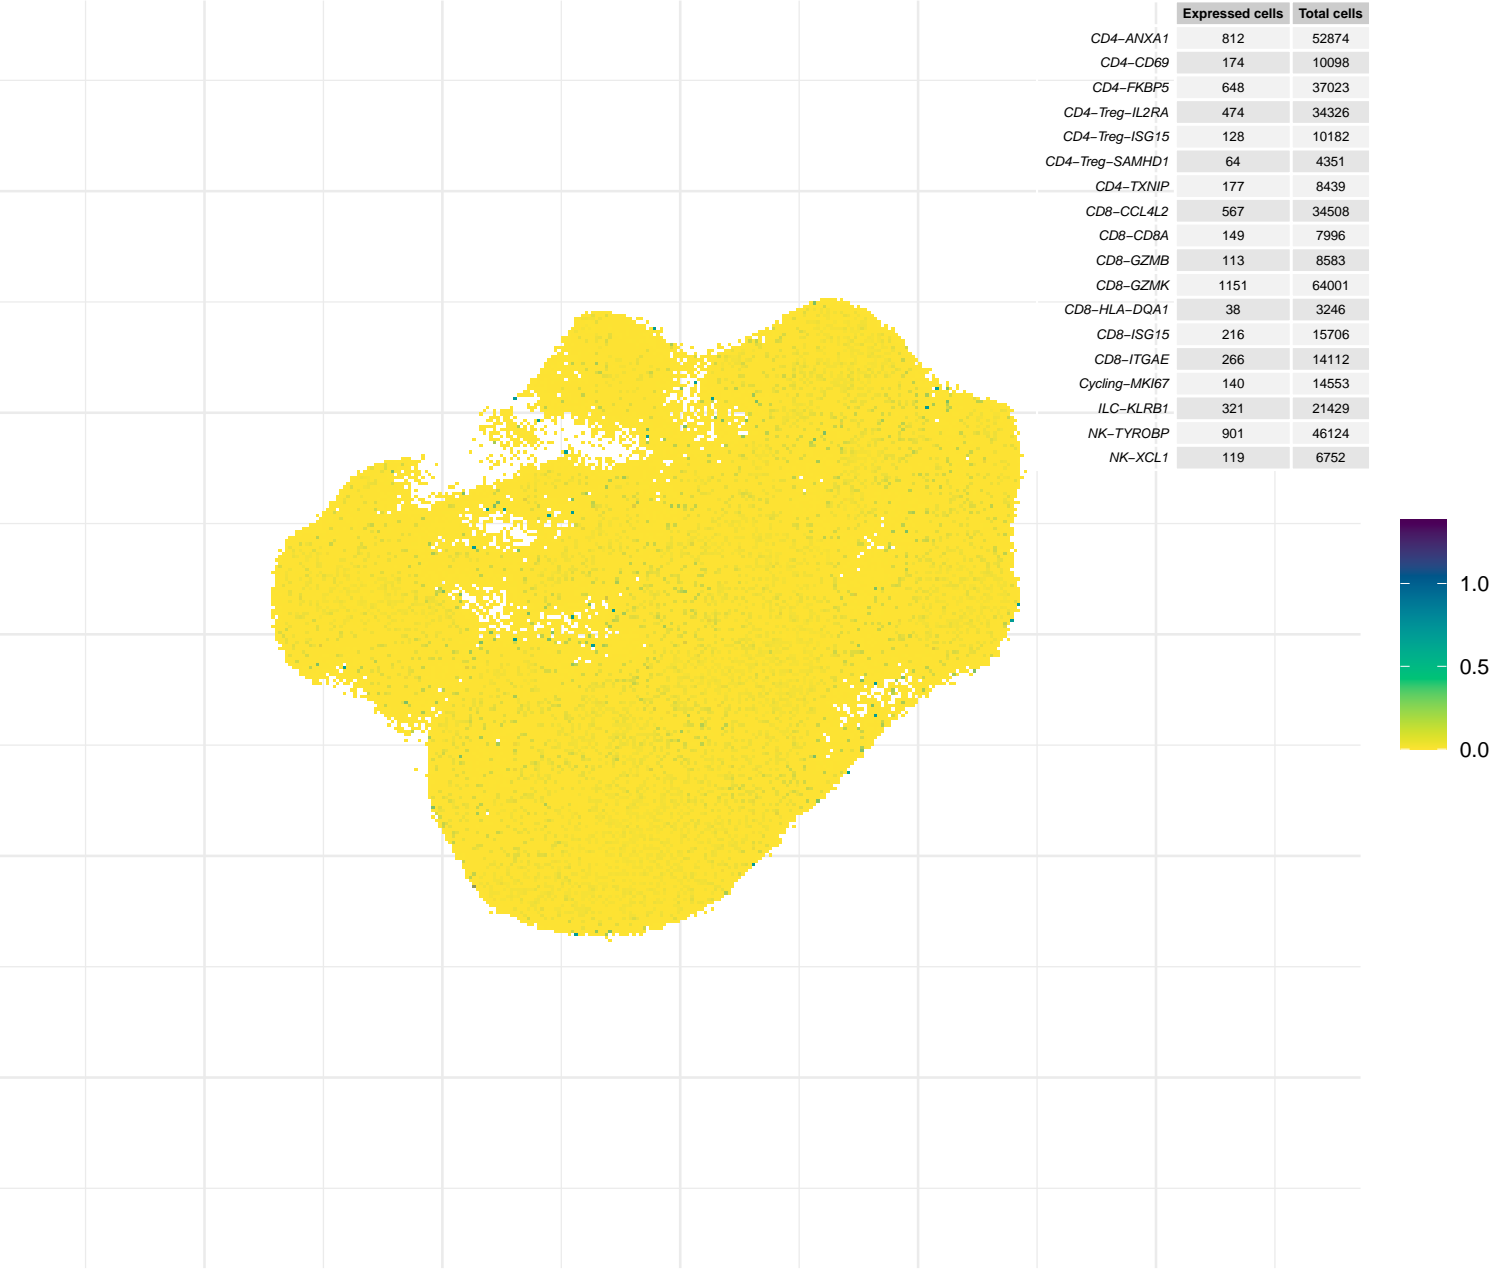 Expressed cells Total cells
CD4−ANXA1 812 52874
CD4−CD69 174 10098
CD4−FKBP5 648 37023
CD4−Treg−IL2RA 474 34326
CD4−Treg−ISG15 128 10182
CD4−Treg−SAMHD1 64 4351
CD4−TXNIP 177 8439
CD8−CCL4L2 567 34508
CD8−CD8A 149 7996
CD8−GZMB 113 8583
CD8−GZMK 1151 64001
CD8−HLA−DQA1 38 3246
CD8−ISG15 216 15706
CD8−ITGAE 266 14112
Cycling−MKI67 140 14553
ILC−KLRB1 321 21429
NK−TYROBP 901 46124
NK−XCL1 119 6752
1.0
0.5
0.0